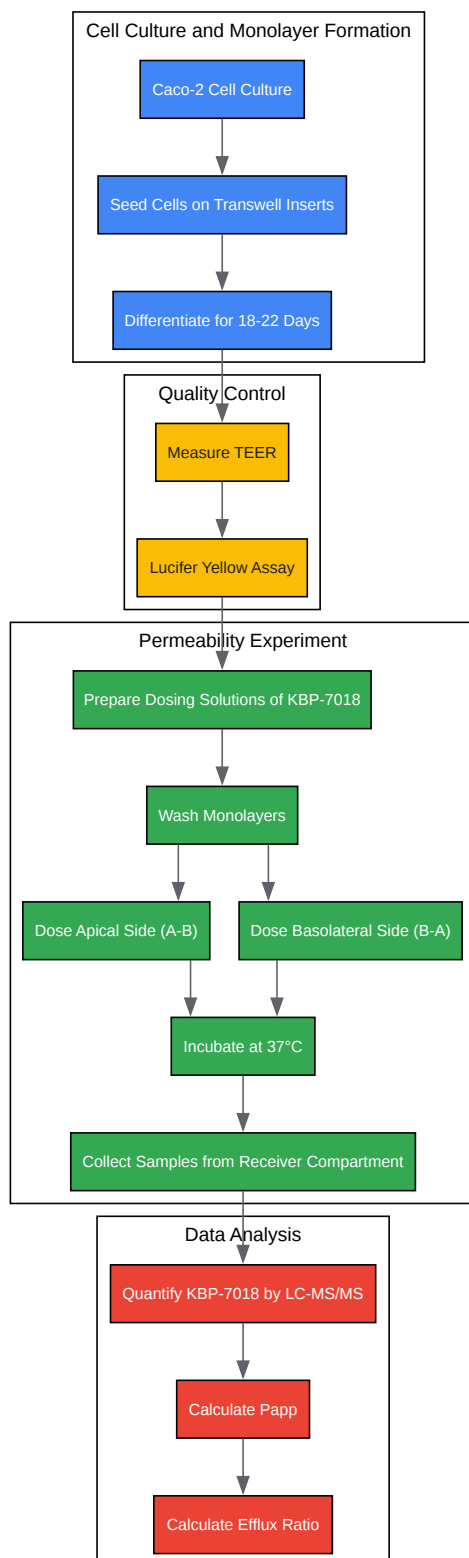 Cell Culture and Monolayer Formation
Caco-2 Cell Culture
Seed Cells on Transwell Inserts
Differentiate for 18-22 Days
Quality Control
Measure TEER
Lucifer Yellow Assay
Permeability Experiment
Prepare Dosing Solutions of KBP-7018
Wash Monolayers
Dose Apical Side (A-B)
Dose Basolateral Side (B-A)
Incubate at 37°C
Collect Samples from Receiver Compartment
Data Analysis
Quantify KBP-7018 by LC-MS/MS
Calculate Papp
Calculate Efflux Ratio